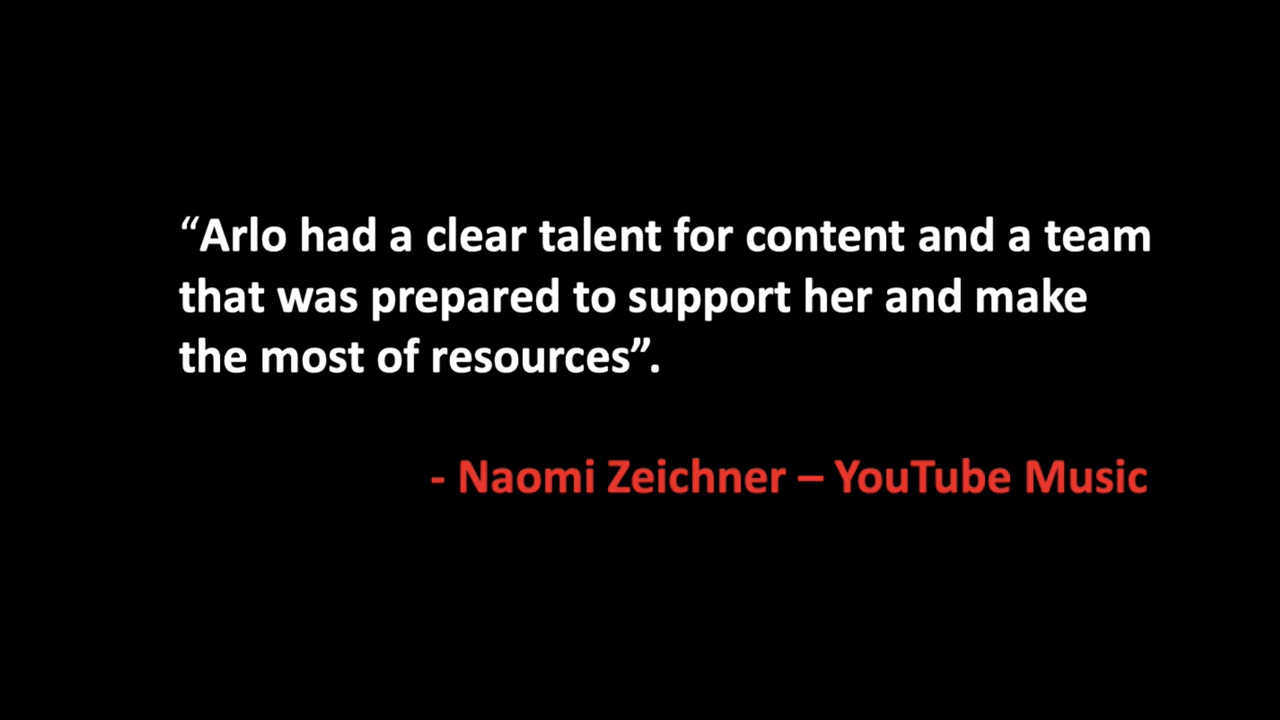 “Arlo had a clear talent for content and a team
that was prepared to support her and make
the most of resources”.
- Naomi Zeichner – YouTube Music